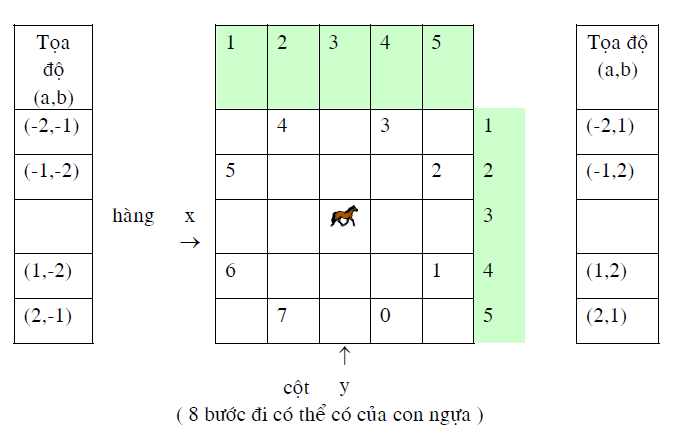 Tọa độ (a,b)
1 2 3 4 5
Tọa độ (a,b)
(-2,-1) 4 3 1 (-2,1)
(-1,-2) 5 2 2 (-1,2)
hàng x 3
→
(1,-2) 6 1 4 (1,2)
(2,-1) 7 0 5 (2,1)
↑
cột y
( 8 bước đi có thể có của con ngựa )